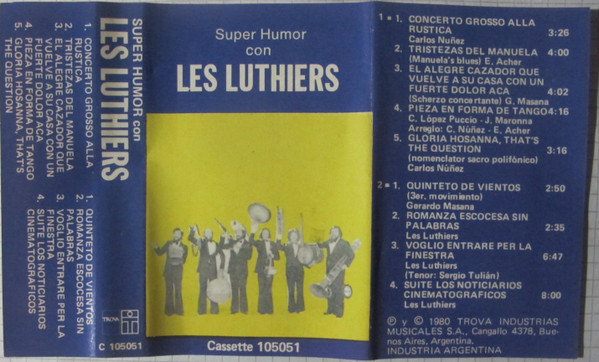 1. CONCERTO GROSSO ALLA
RUSTICA
2. TRISTEZAS DEL MANUELA
3. EL ALEGRE CAZADOR QUE
VUELVE A SU CASA CON UN
FUERTE DOLOR ACA
4. PIEZA EN FORMA DE TANGO
5. GLORIA HOSANNA, THAT'S
THE QUESTION
1. QUINTETO DE VIENTOS
2. ROMANZA ESCOCESA SIN
PALABRAS
3. VOGLIO ENTRARE PER LA
FINESTRA
4. SUITE LOS NOTICIARIOS
CINEMATOGRAFICOS
SUPER HUMOR con
LES LUTHIERS
TROVA
C 105051
Super Humor
con
LES LUTHIERS
Cassette 105051
1 1. CONCERTO GROSSO ALLA
RUSTICA 3:26
Carlos Nuñez
2. TRISTEZAS DEL MANUELA 4:00
(Manuela's blues) E. Acher
3. EL ALEGRE CAZADOR QUE
VUELVE A SU CASA CON UN
FUERTE DOLOR ACA 4:02
(Scherzo concertante) G. Masana
4. PIEZA EN FORMA DE TANGO 4:16
C. Lòpez Puccio - J. Maronna
Arreglo: C. Núñez - E. Acher
5. GLORIA HOSANNA, THAT'S
THE QUESTION 3:16
(nomenclator sacro polifònico)
Carlos Núñez
2 1. QUINTETO DE VIENTOS 2:50
(3er. movimiento)
Gerardo Masana
2. ROMANZA ESCOCESA SIN
PALABRAS 2:35
Les Luthiers
3. VOGLIO ENTRARE PER LA
FINESTRA 6:47
Les Luthiers
(Tenor: Sergio Tulián)
4. SUITE LOS NOTICIARIOS
CINEMATOGRAFICOS 8:00
Les Luthiers
℗ y © 1980 TROVA INDUSTRIAS
MUSICALES S.A., Cangallo 4378, Bue-
nos Aires, Argentina.
INDUSTRIA ARGENTINA